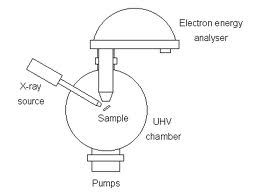 Electron energy
analyser
X-ray
source
Sample
UHV
chamber
Pumps